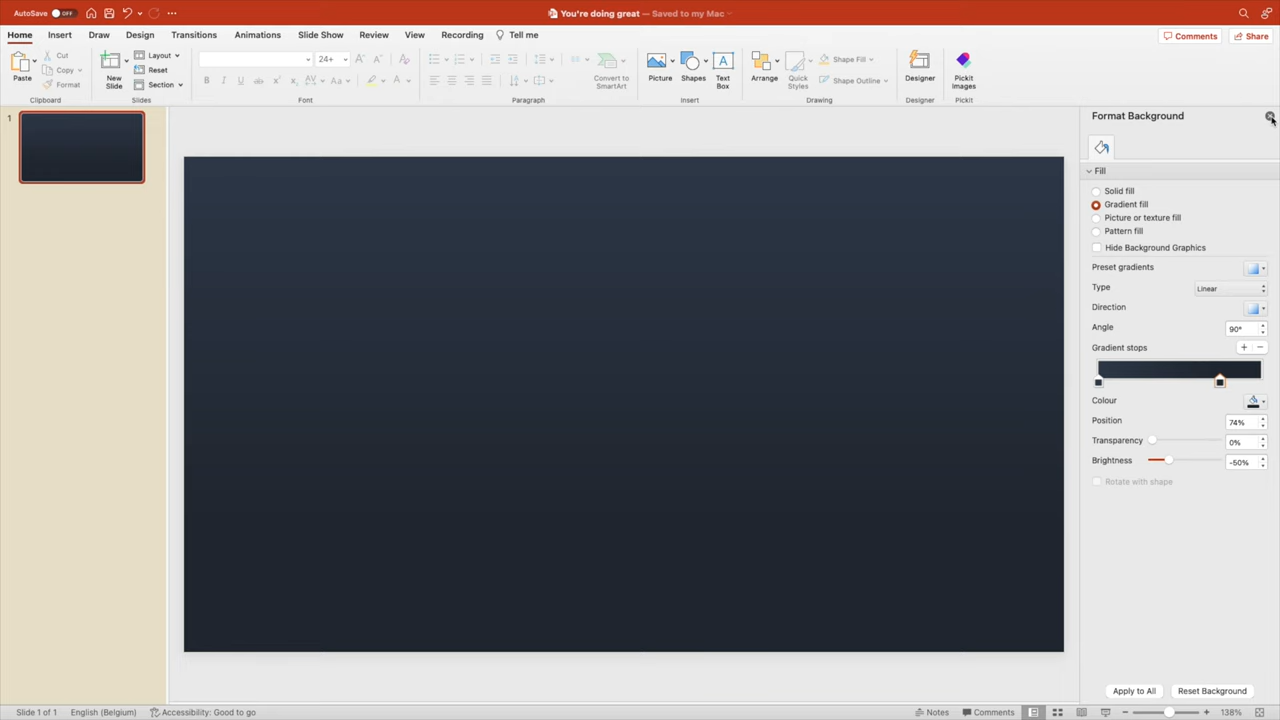 AutoSave OFF
You're doing great — Saved to my Mac
Home Insert Draw Design Transitions Animations Slide Show Review View Recording Tell me
Comments Share
Paste Cut Copy Format
Clipboard
New Slide Layout Reset Section
Slides
24+
Font
Convert to SmartArt
Paragraph
Picture Shapes Text Box
Insert
Arrange Quick Styles Shape Fill Shape Outline
Drawing
Designer
Designer
Pickit Images
Pickit
1
Format Background
Fill
Solid fill
Gradient fill
Picture or texture fill
Pattern fill
Hide Background Graphics
Preset gradients
Type Linear
Direction
Angle 90°
Gradient stops
Colour
Position 74%
Transparency 0%
Brightness -50%
Rotate with shape
Apply to All Reset Background
Slide 1 of 1 English (Belgium) Accessibility: Good to go Notes Comments 138%